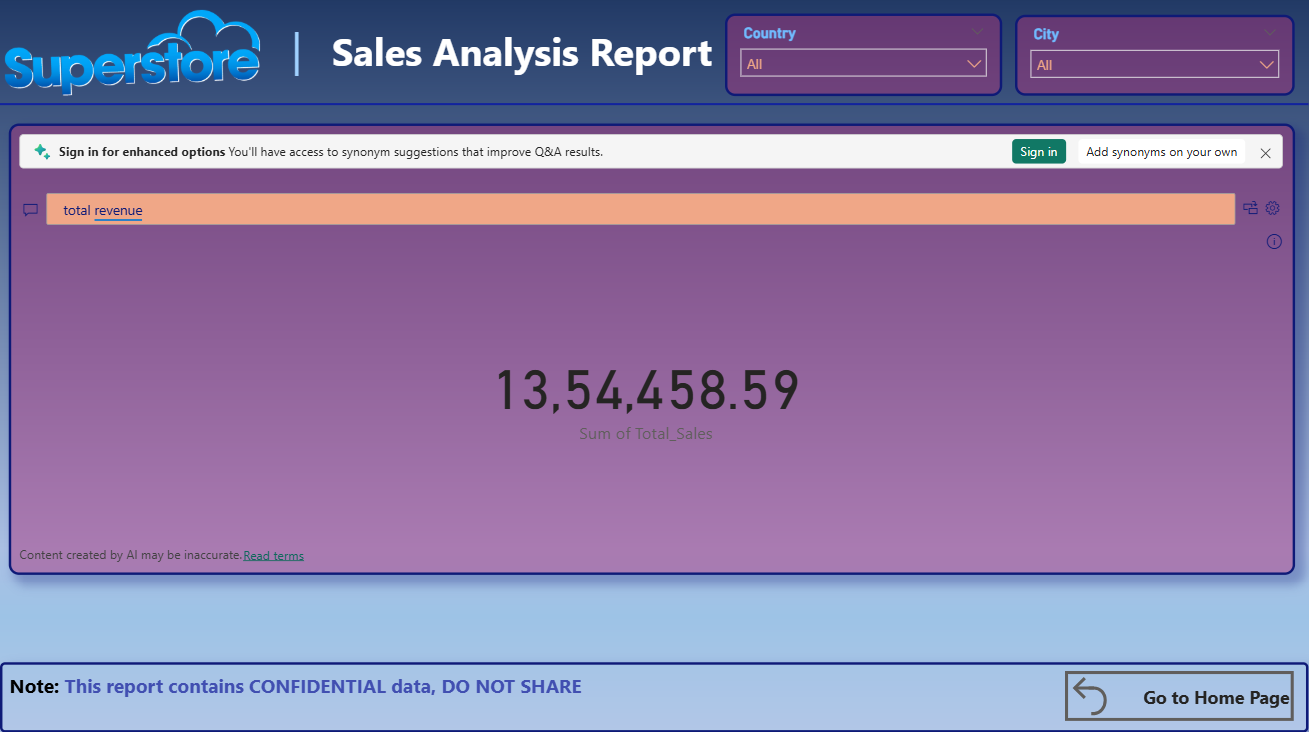 Superstore
Sales Analysis Report
Country
All
City
All
Sign in for enhanced options You'll have access to synonym suggestions that improve Q&A results.
Sign in
Add synonyms on your own
total revenue
13,54,458.59
Sum of Total_Sales
Content created by AI may be inaccurate. Read terms
Note: This report contains CONFIDENTIAL data, DO NOT SHARE
Go to Home Page